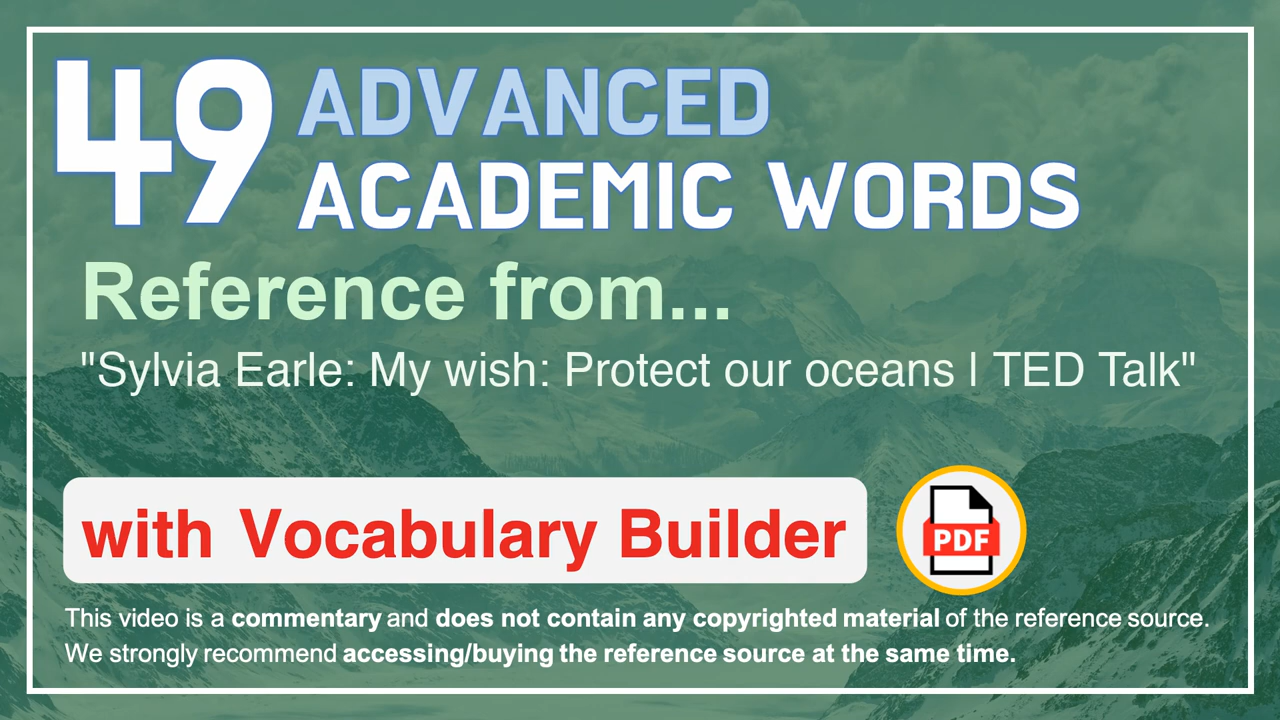 49 ADVANCED
ACADEMIC WORDS
Reference from...
"Sylvia Earle: My wish: Protect our oceans | TED Talk"
with Vocabulary Builder
PDF
This video is a commentary and does not contain any copyrighted material of the reference source.
We strongly recommend accessing/buying the reference source at the same time.